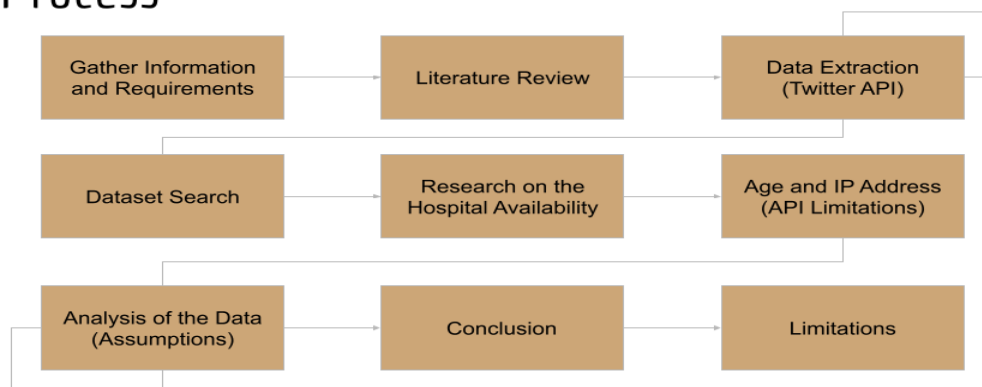 Process
Gather Information
and Requirements
Literature Review
Data Extraction
(Twitter API)
Dataset Search
Research on the
Hospital Availability
Age and IP Address
(API Limitations)
Analysis of the Data
(Assumptions)
Conclusion
Limitations